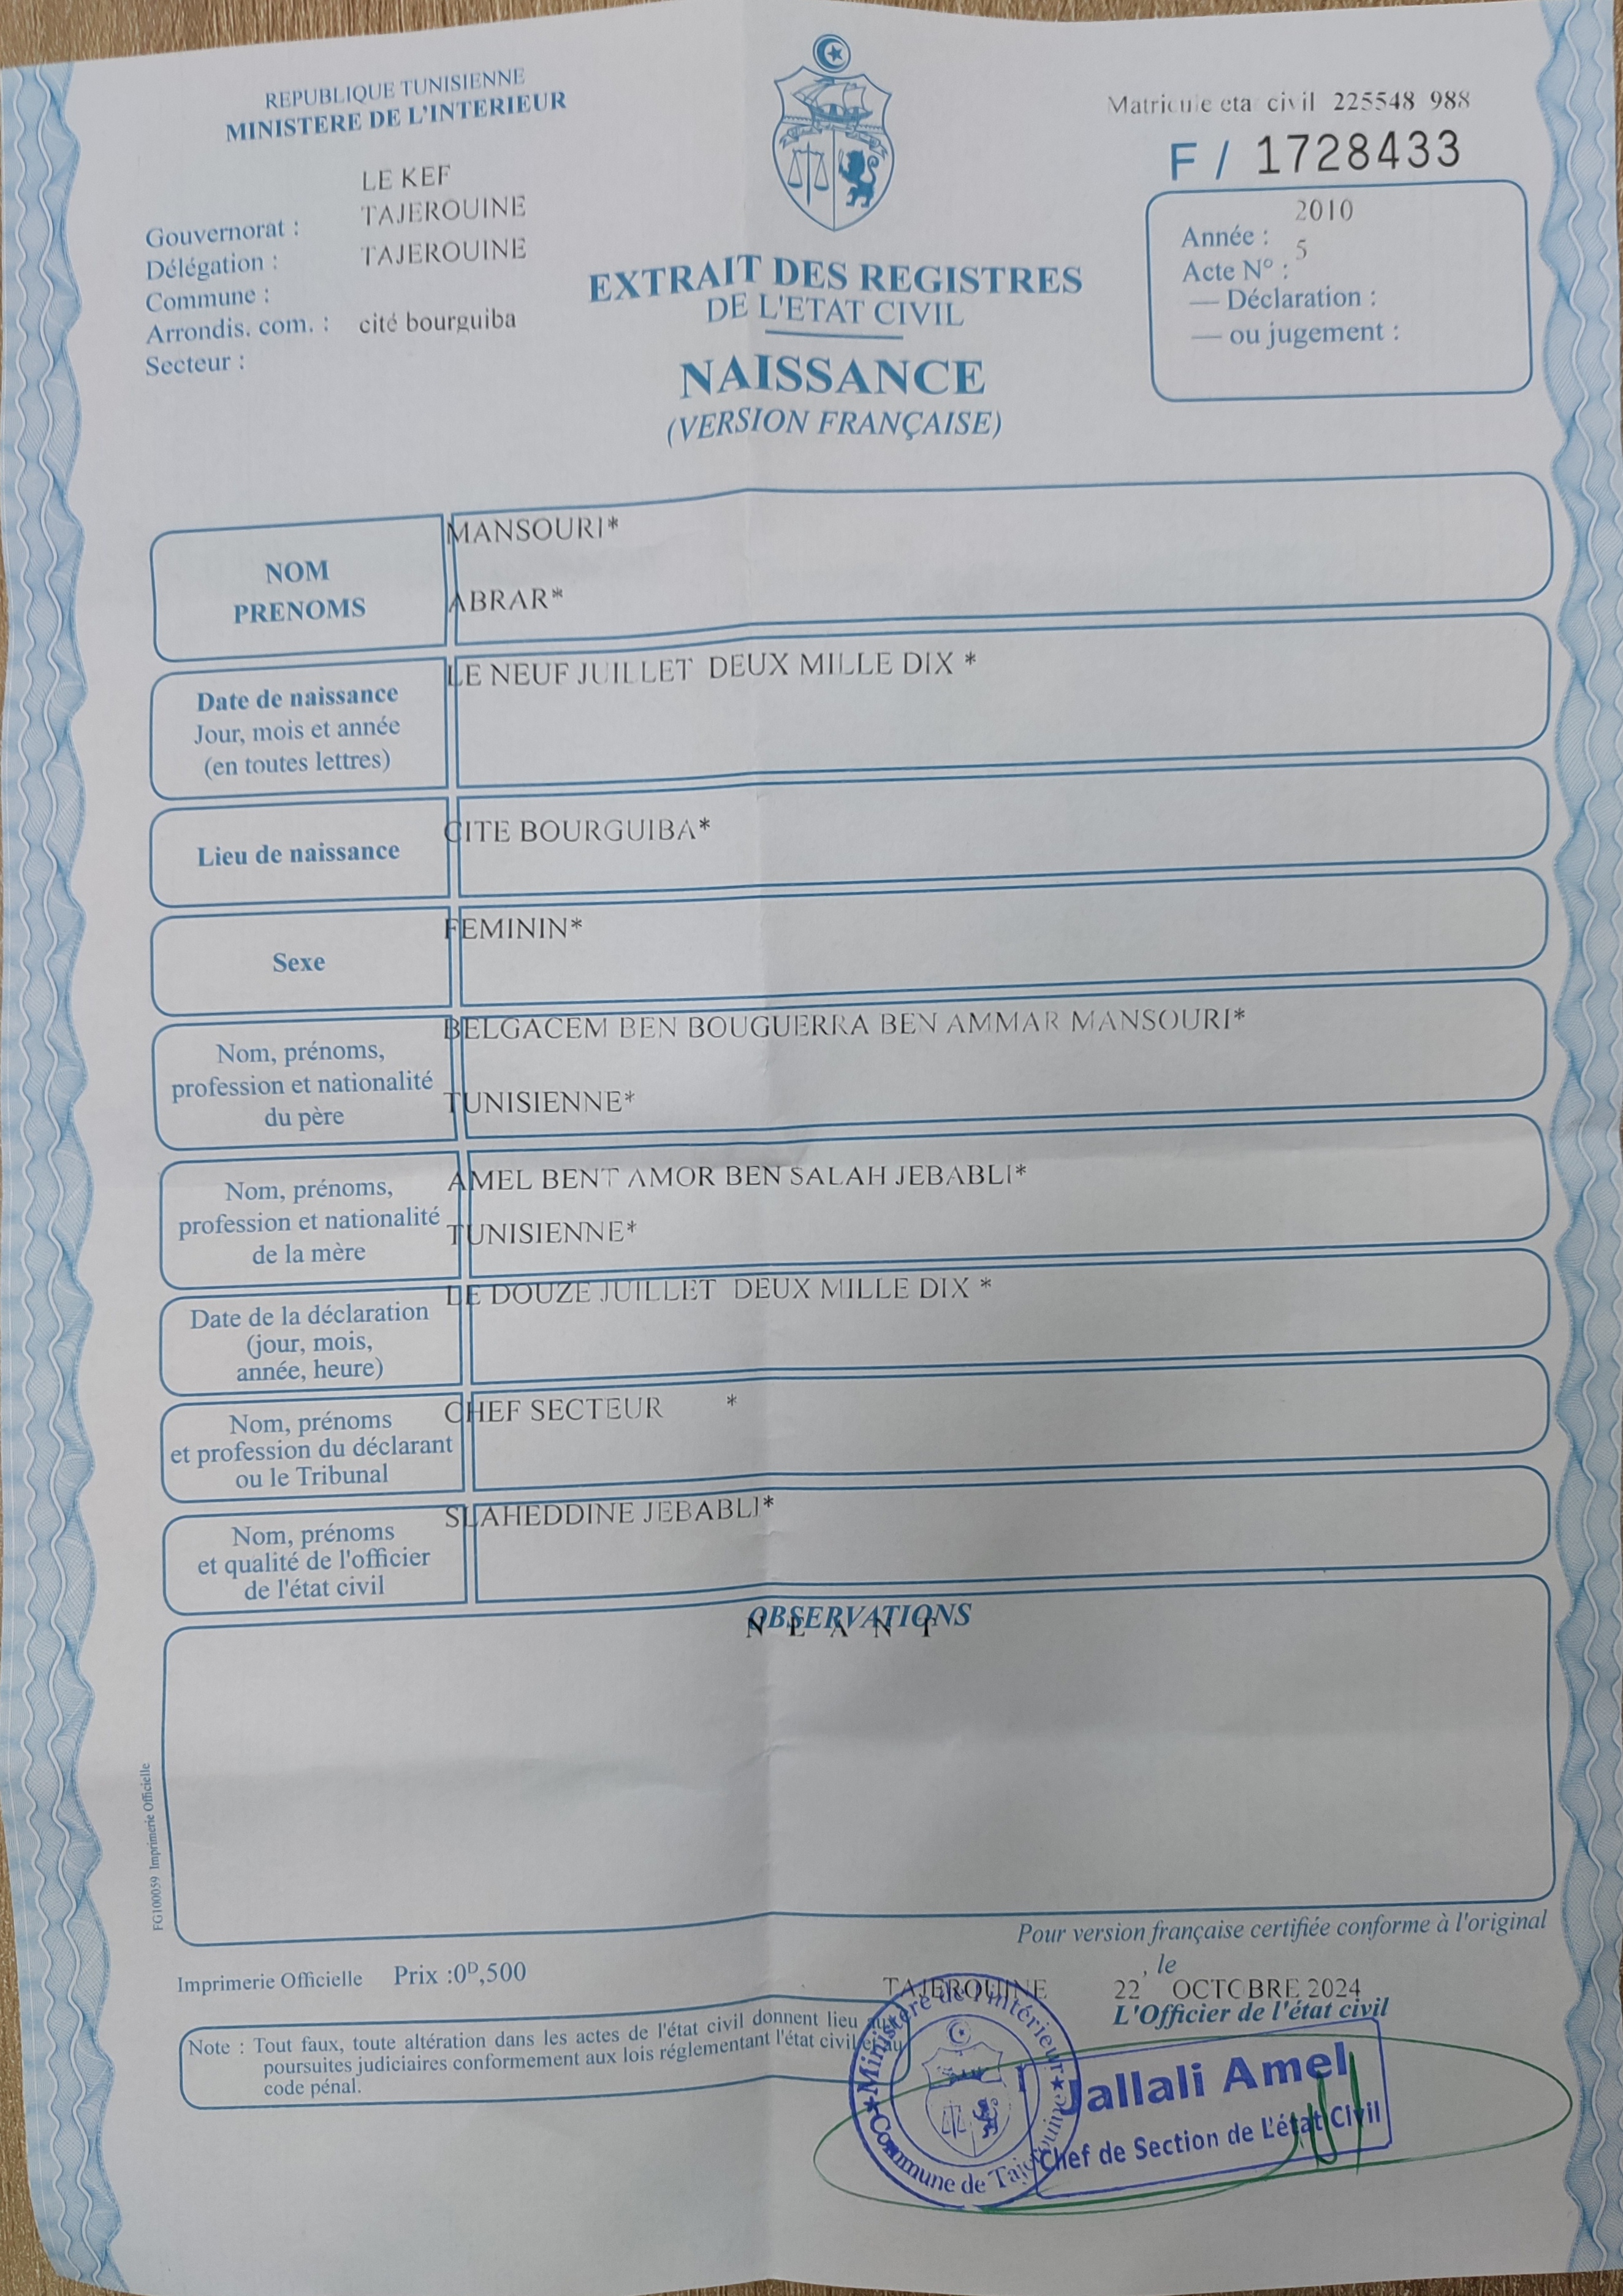 REPUBLIQUE TUNISIENNE
MINISTERE DE L'INTERIEUR
LE KEF
TAJEROUINE
TAJEROUINE
Gouvernorat :
Délégation :
Commune :
Arrondis. com. : cité bourguiba
Secteur :
EXTRAIT DES REGISTRES
DE L'ETAT CIVIL
NAISSANCE
(VERSION FRANÇAISE)
Matricule eta civil 225548 988
F / 1728433
2010
Année :
5
Acte N° :
— Déclaration :
— ou jugement :
NOM
PRENOMS
MANSOURI*
ABRAR*
Date de naissance
Jour, mois et année
(en toutes lettres)
LE NEUF JUILLET DEUX MILLE DIX *
Lieu de naissance
CITE BOURGUIBA*
Sexe
FEMININ*
Nom, prénoms,
profession et nationalité
du père
BELGACEM BEN BOUGUERRA BEN AMMAR MANSOURI*
TUNISIENNE*
Nom, prénoms,
profession et nationalité
de la mère
AMEL BENT AMOR BEN SALAH JEBABLI*
TUNISIENNE*
Date de la déclaration
(jour, mois,
année, heure)
LE DOUZE JUILLET DEUX MILLE DIX *
Nom, prénoms
et profession du déclarant
ou le Tribunal
CHEF SECTEUR *
Nom, prénoms
et qualité de l'officier
de l'état civil
SLAHEDDINE JEBABLI*
OBSERVATIONS
N E A N T
FG100059 Imprimerie Officielle
Pour version française certifiée conforme à l'original
Imprimerie Officielle Prix :0ᴰ,500
TAJEROUINE , le 22 OCTOBRE 2024
L'Officier de l'état civil
Note : Tout faux, toute altération dans les actes de l'état civil donnent lieu aux
poursuites judiciaires conformement aux lois réglementant l'état civil et au
code pénal.
Ministère de l'intérieur
Commune de Tajerouine
Jallali Amel
Chef de Section de L'état Civil